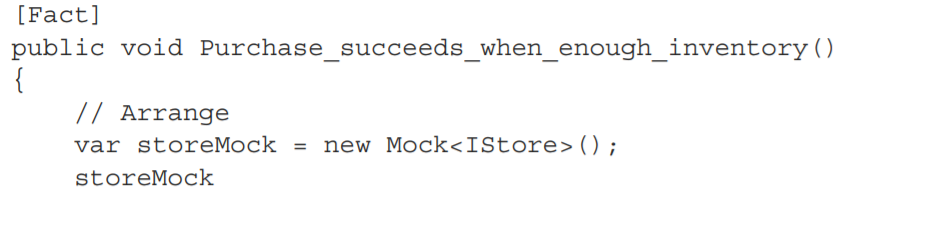 [Fact]
public void Purchase_succeeds_when_enough_inventory()
{
    // Arrange
    var storeMock = new Mock<IStore>();
    storeMock